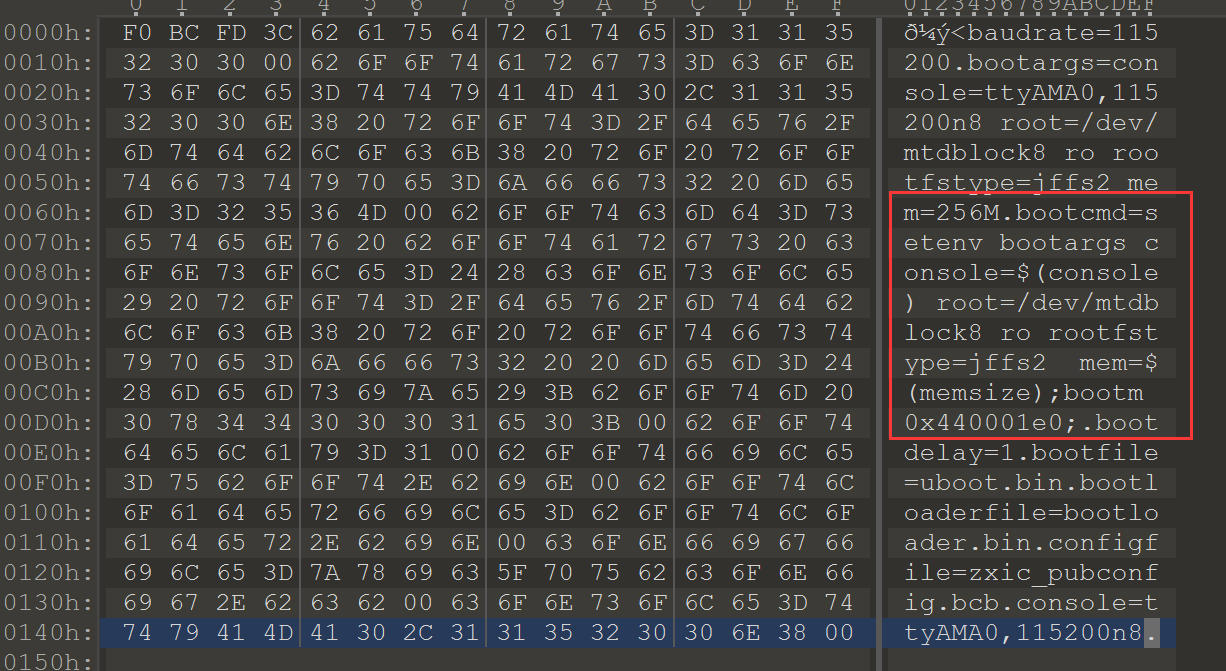 0 1 2 3 4 5 6 7 8 9 A B C D E F 0123456789ABCDEF
0000h: F0 BC FD 3C 62 61 75 64 72 61 74 65 3D 31 31 35 ð¼ý<baudrate=115
0010h: 32 30 30 00 62 6F 6F 74 61 72 67 73 3D 63 6F 6E 200.bootargs=con
0020h: 73 6F 6C 65 3D 74 74 79 41 4D 41 30 2C 31 31 35 sole=ttyAMA0,115
0030h: 32 30 30 6E 38 20 72 6F 6F 74 3D 2F 64 65 76 2F 200n8 root=/dev/
0040h: 6D 74 64 62 6C 6F 63 6B 38 20 72 6F 20 72 6F 6F mtdblock8 ro roo
0050h: 74 66 73 74 79 70 65 3D 6A 66 66 73 32 20 6D 65 tfstype=jffs2 me
0060h: 6D 3D 32 35 36 4D 00 62 6F 6F 74 63 6D 64 3D 73 m=256M.bootcmd=s
0070h: 65 74 65 6E 76 20 62 6F 6F 74 61 72 67 73 20 63 etenv bootargs c
0080h: 6F 6E 73 6F 6C 65 3D 24 28 63 6F 6E 73 6F 6C 65 onsole=$(console
0090h: 29 20 72 6F 6F 74 3D 2F 64 65 76 2F 6D 74 64 62 ) root=/dev/mtdb
00A0h: 6C 6F 63 6B 38 20 72 6F 20 72 6F 6F 74 66 73 74 lock8 ro rootfst
00B0h: 79 70 65 3D 6A 66 66 73 32 20 20 6D 65 6D 3D 24 ype=jffs2  mem=$
00C0h: 28 6D 65 6D 73 69 7A 65 29 3B 62 6F 6F 74 6D 20 (memsize);bootm
00D0h: 30 78 34 34 30 30 30 31 65 30 3B 00 62 6F 6F 74 0x440001e0;.boot
00E0h: 64 65 6C 61 79 3D 31 00 62 6F 6F 74 66 69 6C 65 delay=1.bootfile
00F0h: 3D 75 62 6F 6F 74 2E 62 69 6E 00 62 6F 6F 74 6C =uboot.bin.bootl
0100h: 6F 61 64 65 72 66 69 6C 65 3D 62 6F 6F 74 6C 6F oaderfile=bootlo
0110h: 61 64 65 72 2E 62 69 6E 00 63 6F 6E 66 69 67 66 ader.bin.configf
0120h: 69 6C 65 3D 7A 78 69 63 5F 70 75 62 63 6F 6E 66 ile=zxic_pubconf
0130h: 69 67 2E 62 63 62 00 63 6F 6E 73 6F 6C 65 3D 74 ig.bcb.console=t
0140h: 74 79 41 4D 41 30 2C 31 31 35 32 30 30 6E 38 00 tyAMA0,115200n8.
0150h: